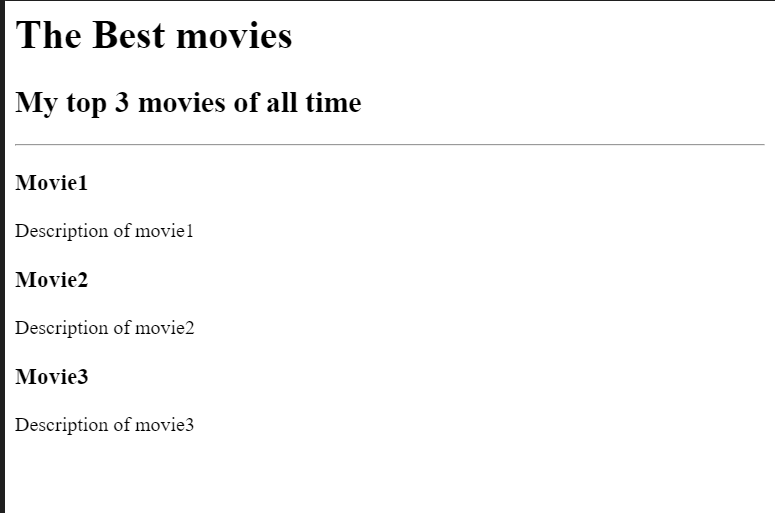 The Best movies
My top 3 movies of all time
Movie1
Description of movie1
Movie2
Description of movie2
Movie3
Description of movie3